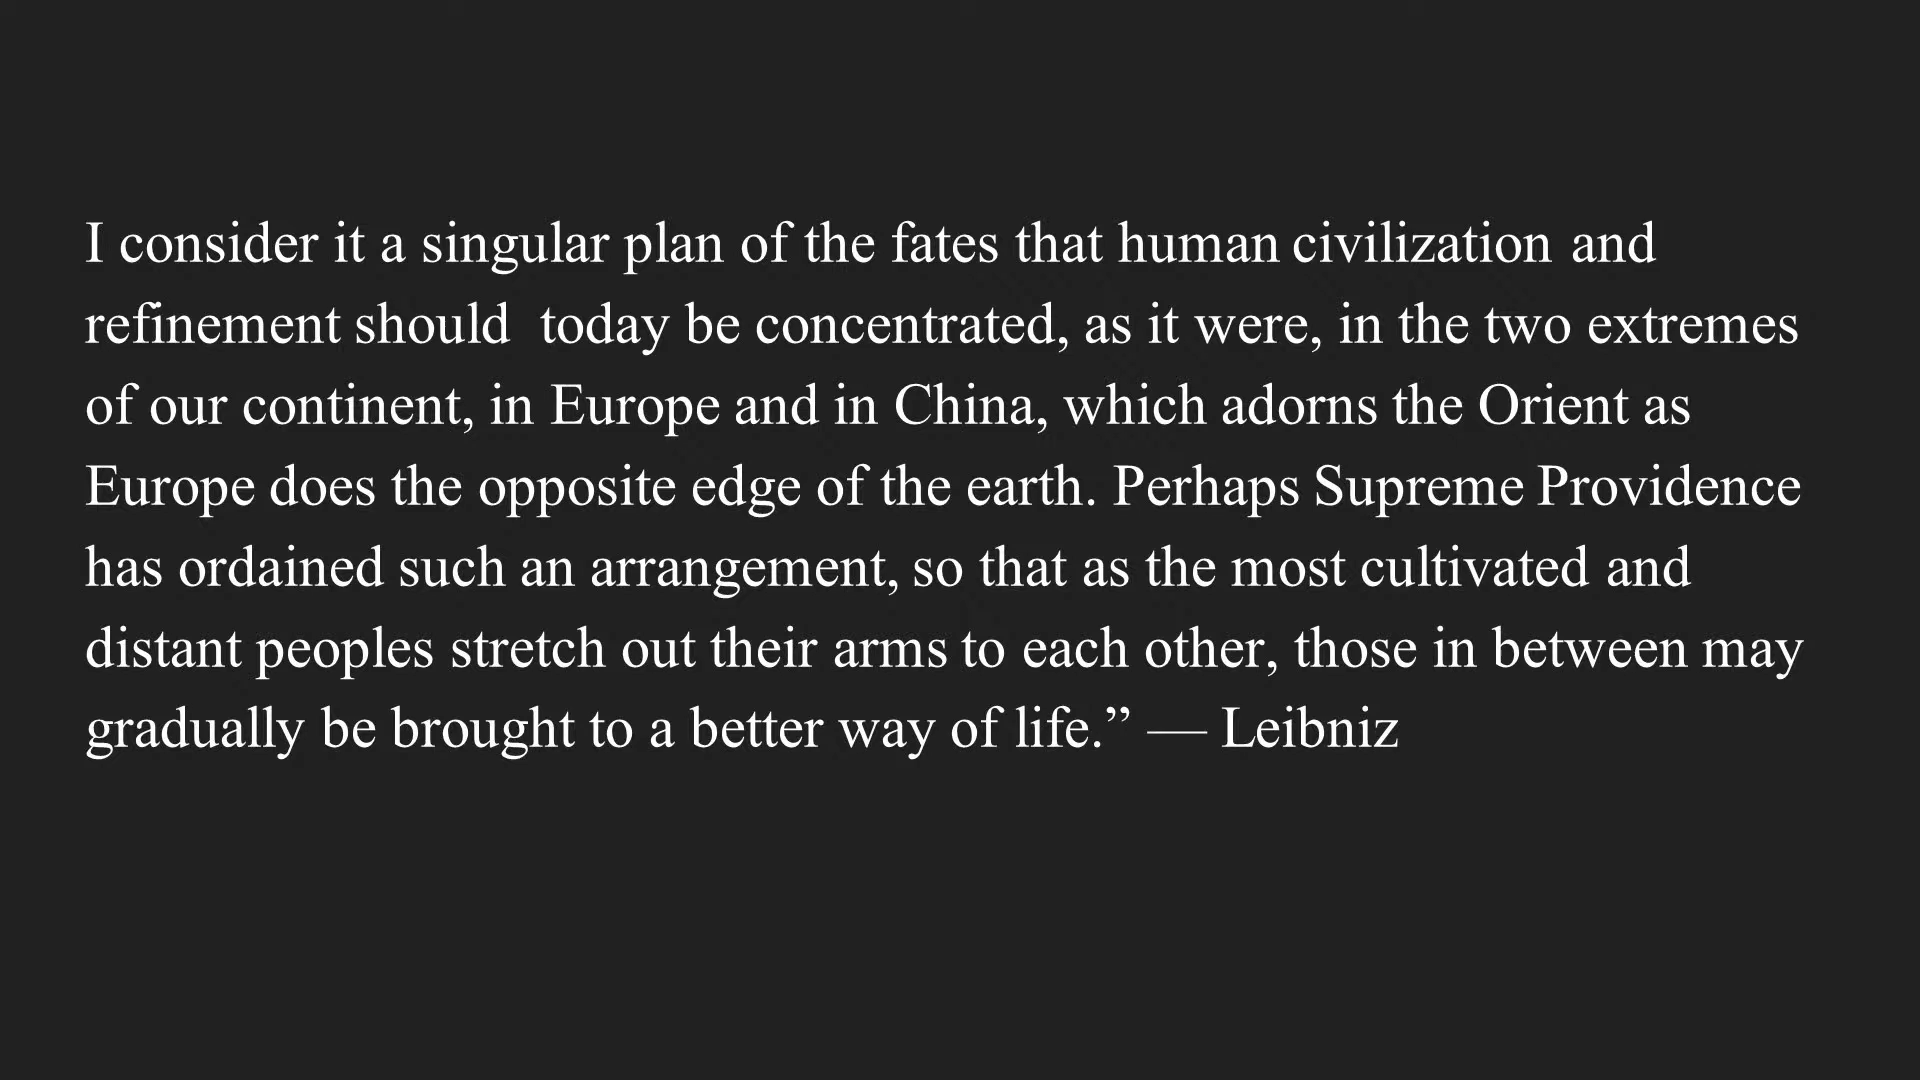 I consider it a singular plan of the fates that human civilization and
refinement should  today be concentrated, as it were, in the two extremes
of our continent, in Europe and in China, which adorns the Orient as
Europe does the opposite edge of the earth. Perhaps Supreme Providence
has ordained such an arrangement, so that as the most cultivated and
distant peoples stretch out their arms to each other, those in between may
gradually be brought to a better way of life.” — Leibniz